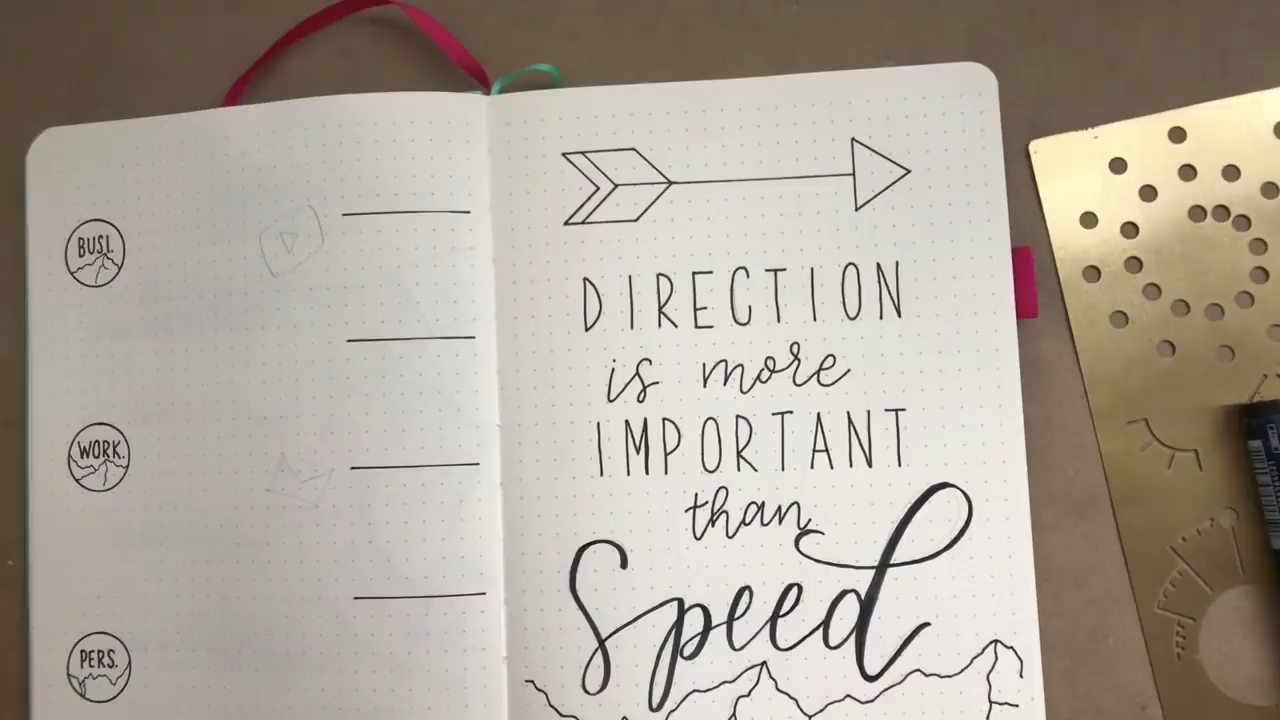 BUSI.
WORK.
PERS.
DIRECTION
is more
IMPORTANT
than
Speed